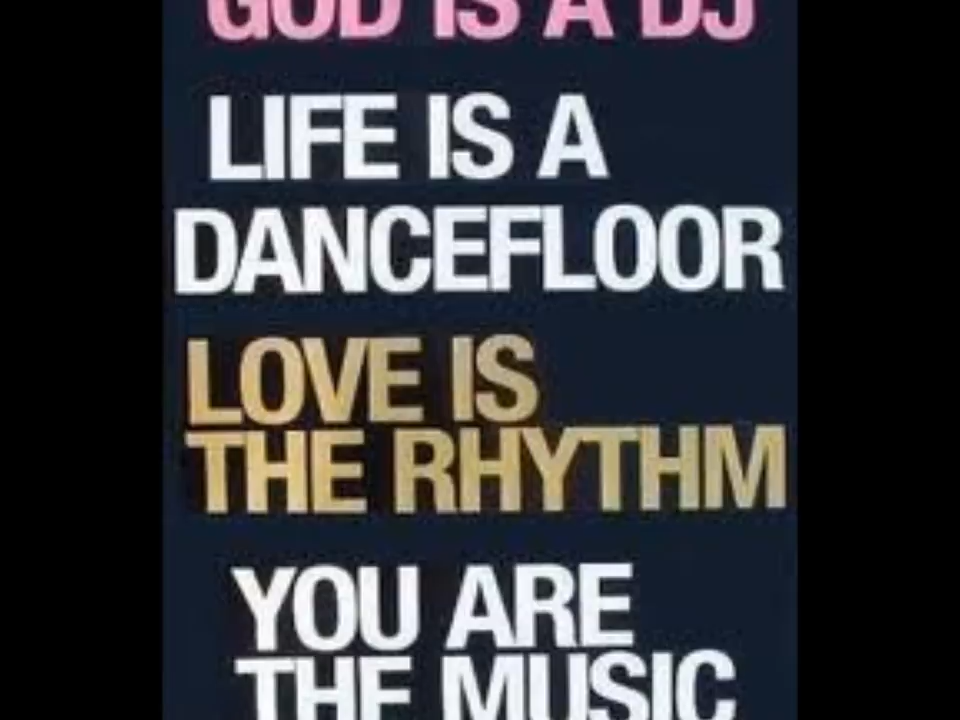 GOD IS A DJ
LIFE IS A
DANCEFLOOR
LOVE IS
THE RHYTHM
YOU ARE
THE MUSIC